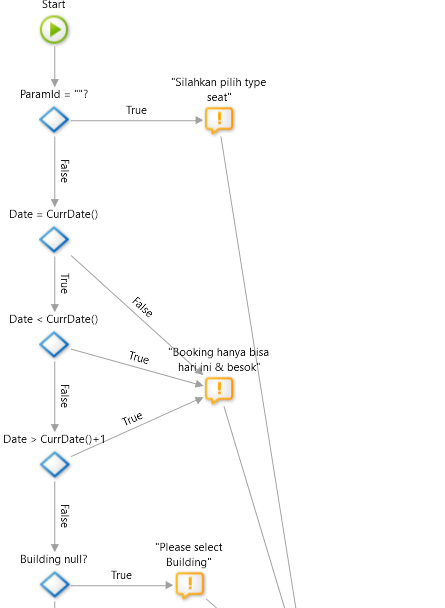 Start
ParamId = ""?
True
"Silahkan pilih type
seat"
False
Date = CurrDate()
True
False
Date < CurrDate()
True
"Booking hanya bisa
hari ini & besok"
False
True
Date > CurrDate()+1
False
Building null?
True
"Please select
Building"